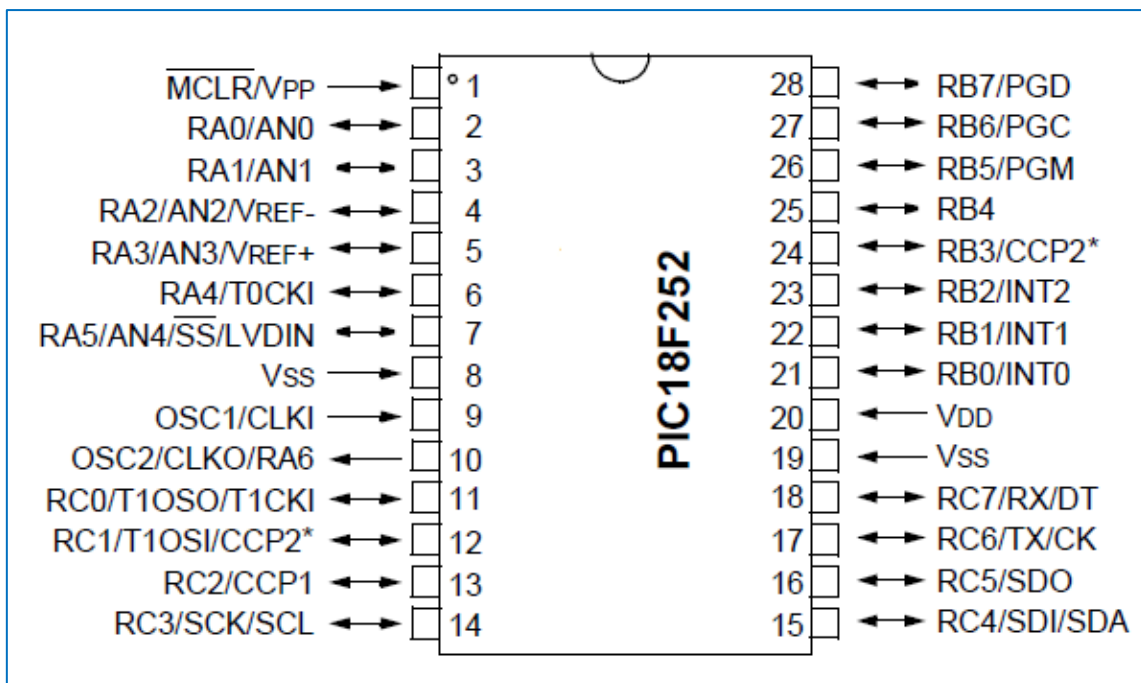 MCLR/VPP 1 28 RB7/PGD
RA0/AN0 2 27 RB6/PGC
RA1/AN1 3 26 RB5/PGM
RA2/AN2/VREF- 4 25 RB4
RA3/AN3/VREF+ 5 24 RB3/CCP2*
RA4/T0CKI 6 23 RB2/INT2
RA5/AN4/SS/LVDIN 7 22 RB1/INT1
VSS 8 21 RB0/INT0
OSC1/CLKI 9 20 VDD
OSC2/CLKO/RA6 10 19 VSS
RC0/T1OSO/T1CKI 11 18 RC7/RX/DT
RC1/T1OSI/CCP2* 12 17 RC6/TX/CK
RC2/CCP1 13 16 RC5/SDO
RC3/SCK/SCL 14 15 RC4/SDI/SDA
PIC18F252